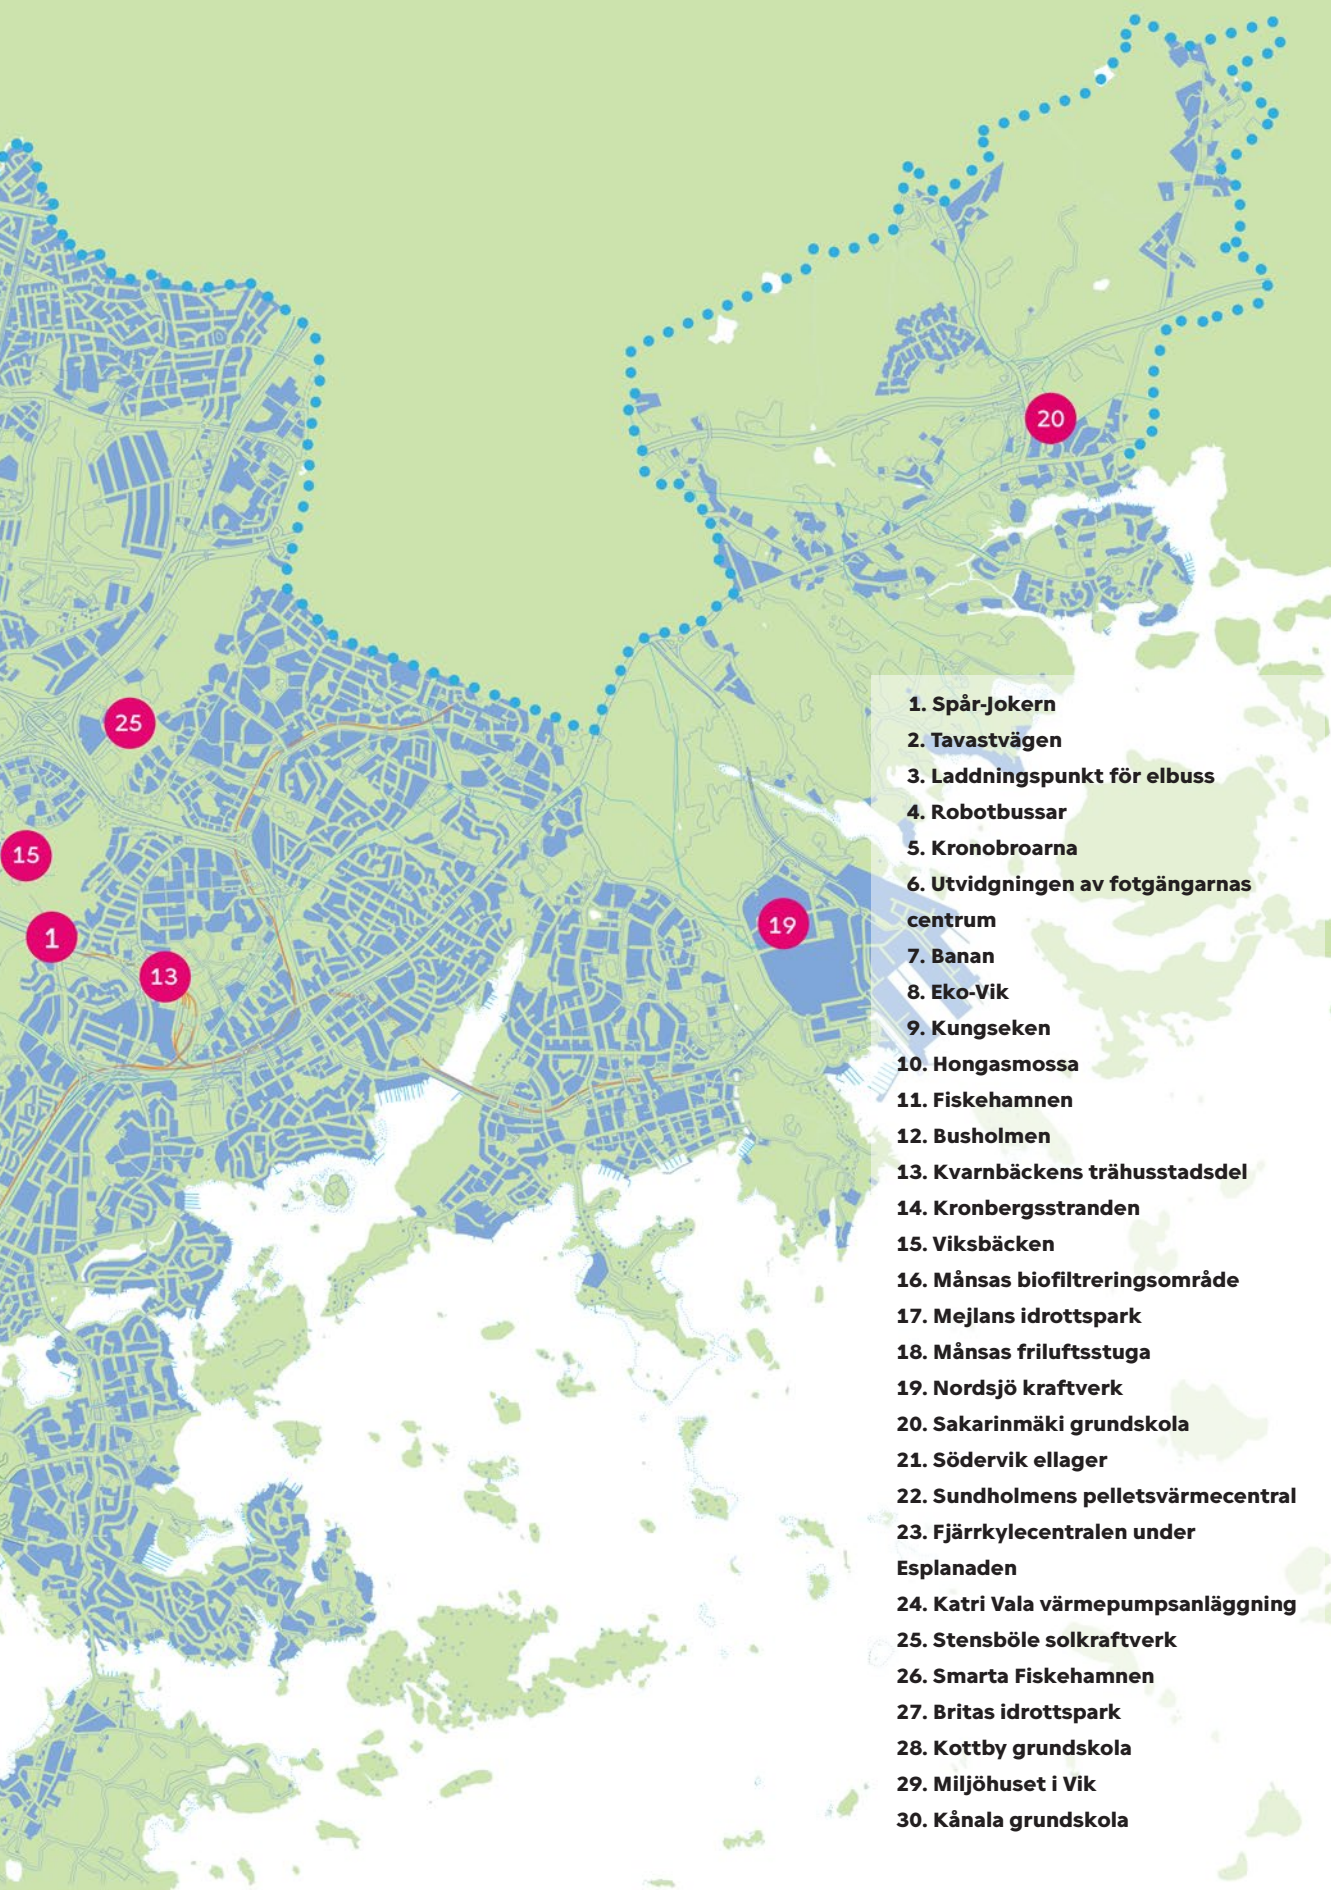 20
25
15
1
13
19
1. Spår-Jokern
2. Tavastvägen
3. Laddningspunkt för elbuss
4. Robotbussar
5. Kronobroarna
6. Utvidgningen av fotgängarnas
centrum
7. Banan
8. Eko-Vik
9. Kungseken
10. Hongasmossa
11. Fiskehamnen
12. Busholmen
13. Kvarnbäckens trähusstadsdel
14. Kronbergsstranden
15. Viksbäcken
16. Månsas biofiltreringsområde
17. Mejlans idrottspark
18. Månsas friluftsstuga
19. Nordsjö kraftverk
20. Sakarinmäki grundskola
21. Södervik ellager
22. Sundholmens pelletsvärmecentral
23. Fjärrkylecentralen under
Esplanaden
24. Katri Vala värmepumpsanläggning
25. Stensböle solkraftverk
26. Smarta Fiskehamnen
27. Britas idrottspark
28. Kottby grundskola
29. Miljöhuset i Vik
30. Kånala grundskola